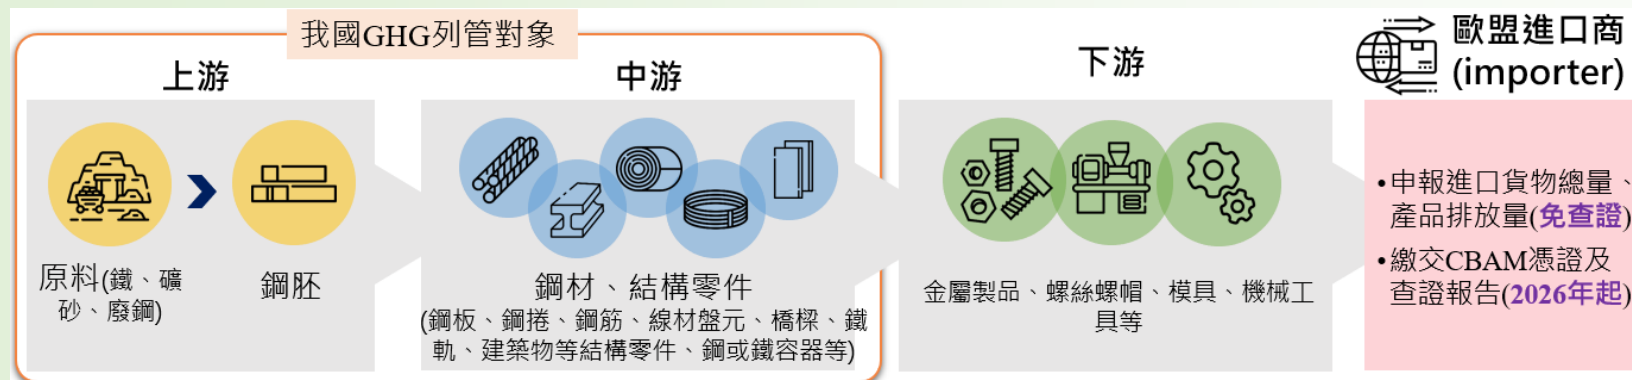 我國GHG列管對象
上游
原料(鐵、礦
砂、廢鋼)
鋼胚
中游
鋼材、結構零件
(鋼板、鋼捲、鋼筋、線材盤元、橋樑、鐵
軌、建築物等結構零件、鋼或鐵容器等)
下游
金屬製品、螺絲螺帽、模具、機械工
具等
歐盟進口商
(importer)
•申報進口貨物總量、
產品排放量(免查證)
•繳交CBAM憑證及
查證報告(2026年起)